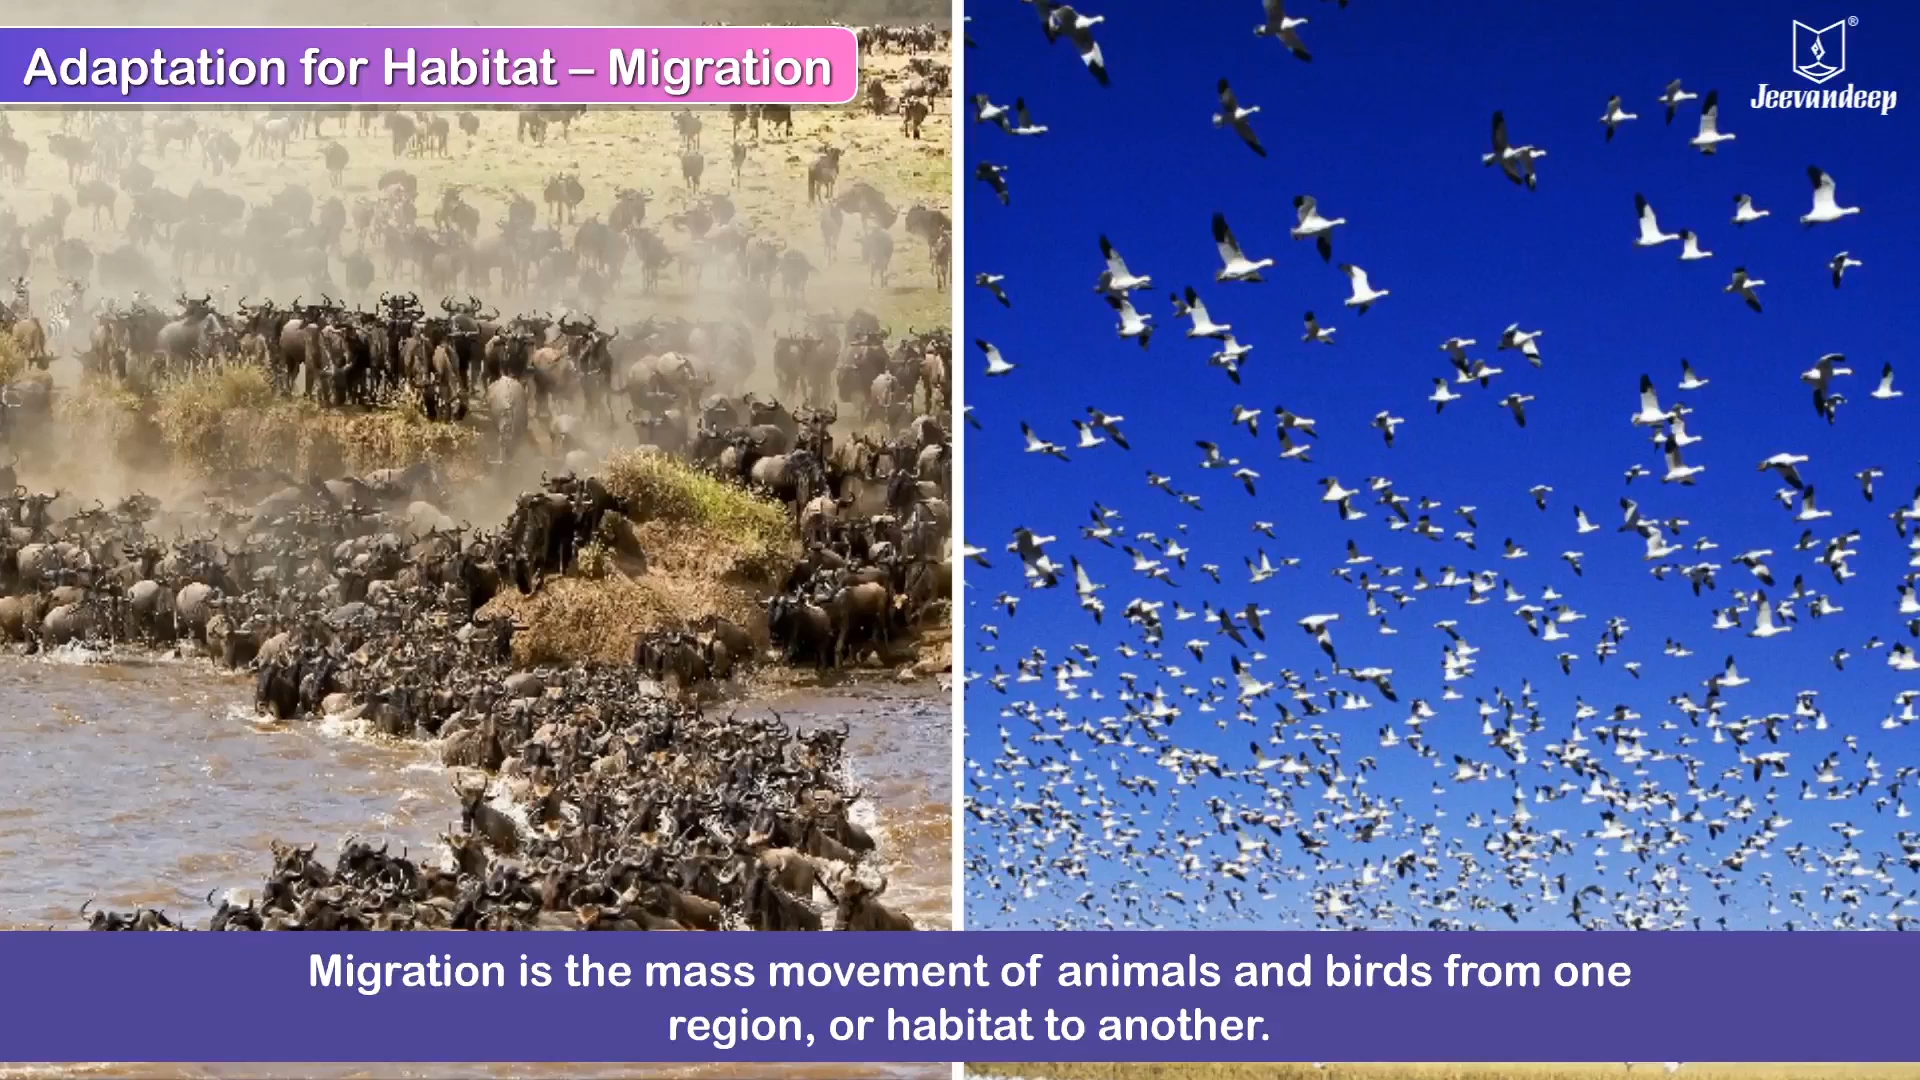 Adaptation for Habitat – Migration
®
Jeevandeep
Migration is the mass movement of animals and birds from one
region, or habitat to another.